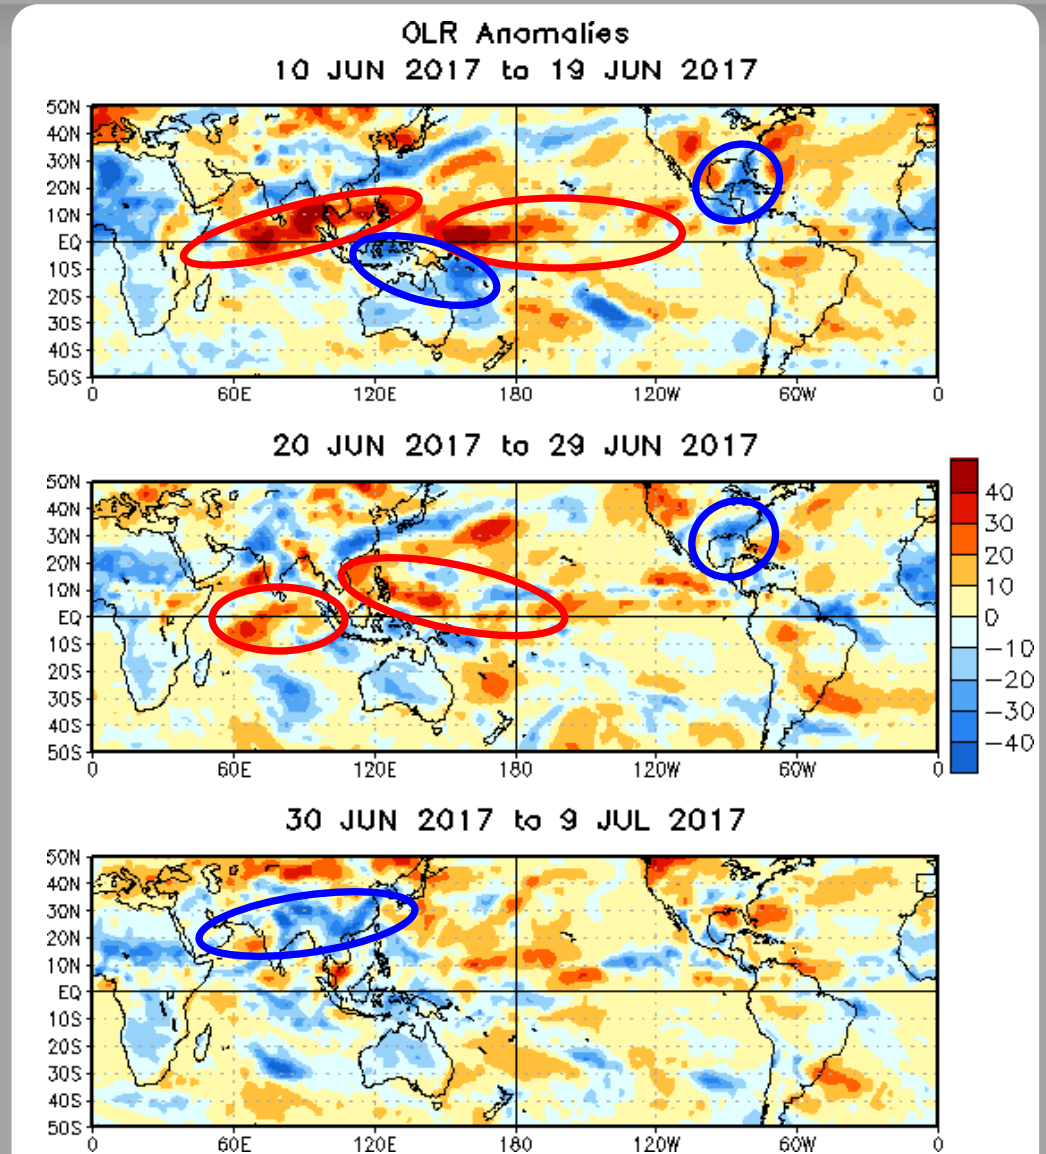 OLR Anomalies
10 JUN 2017 to 19 JUN 2017
50N
40N
30N
20N
10N
EQ
10S
20S
30S
40S
50S
0 60E 120E 180 120W 60W 0
20 JUN 2017 to 29 JUN 2017
50N
40N
30N
20N
10N
EQ
10S
20S
30S
40S
50S
0 60E 120E 180 120W 60W 0
40
30
20
10
0
−10
−20
−30
−40
30 JUN 2017 to 9 JUL 2017
50N
40N
30N
20N
10N
EQ
10S
20S
30S
40S
50S
0 60E 120E 180 120W 60W 0